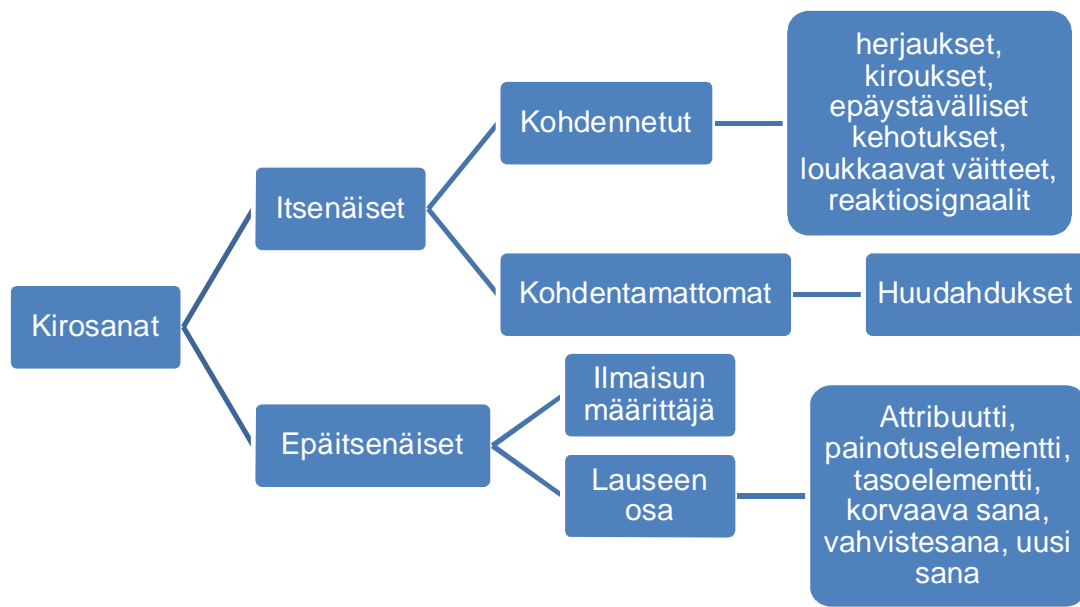 Kirosanat
Itsenäiset
Kohdennetut
herjaukset,
kiroukset,
epäystävälliset
kehotukset,
loukkaavat väitteet,
reaktiosignaalit
Kohdentamattomat
Huudahdukset
Epäitsenäiset
Ilmaisun
määrittäjä
Lauseen
osa
Attribuutti,
painotuselementti,
tasoelementti,
korvaava sana,
vahvistesana, uusi
sana